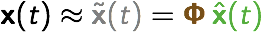 𝐱(t) ≈ 𝐱̃(t) = 𝚽 𝐱̂(t)